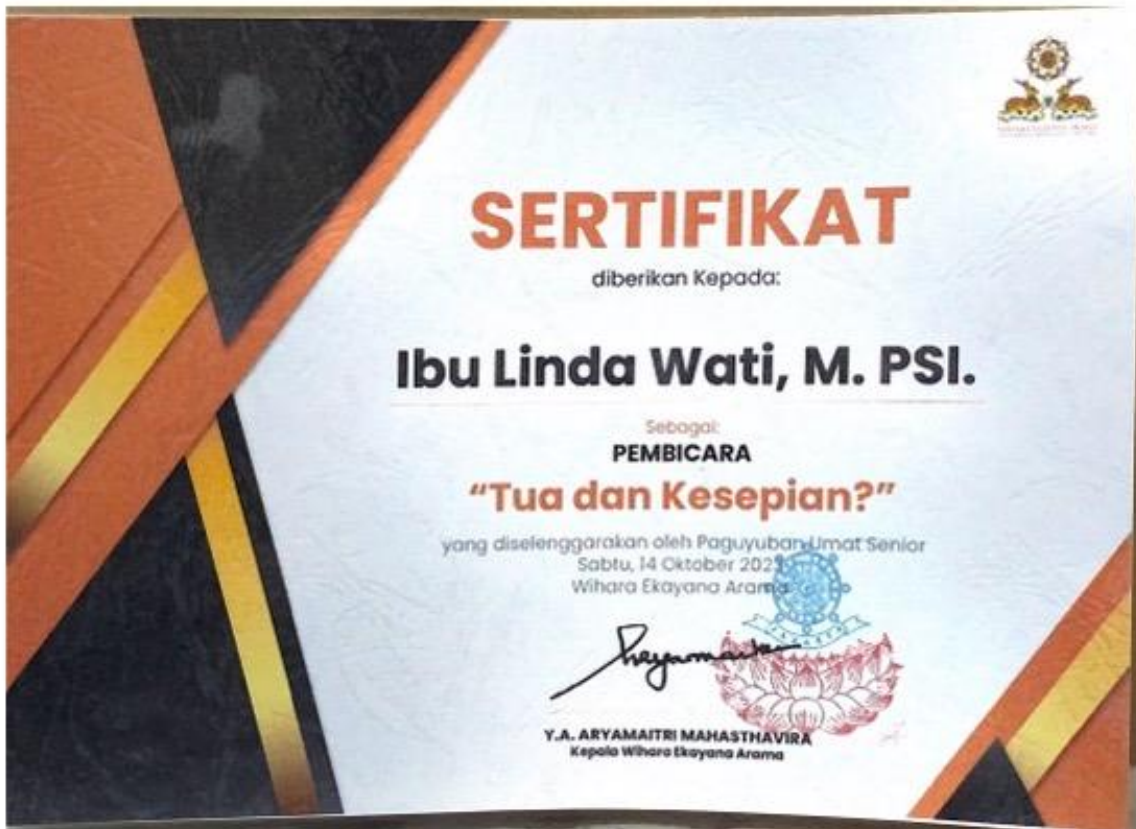 SERTIFIKAT
diberikan Kepada:
Ibu Linda Wati, M. PSI.
Sebagai:
PEMBICARA
“Tua dan Kesepian?”
yang diselenggarakan oleh Paguyuban Umat Senior
Sabtu, 14 Oktober 2023
Wihara Ekayana Arama
Y.A. ARYAMAITRI MAHASTHAVIRA
Kepala Wihara Ekayana Arama